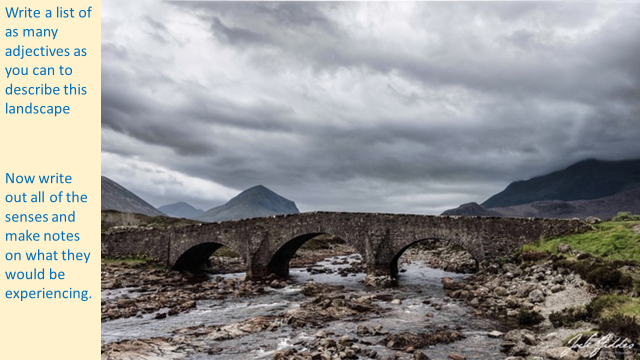 Write a list of
as many
adjectives as
you can to
describe this
landscape
Now write
out all of the
senses and
make notes
on what they
would be
experiencing.